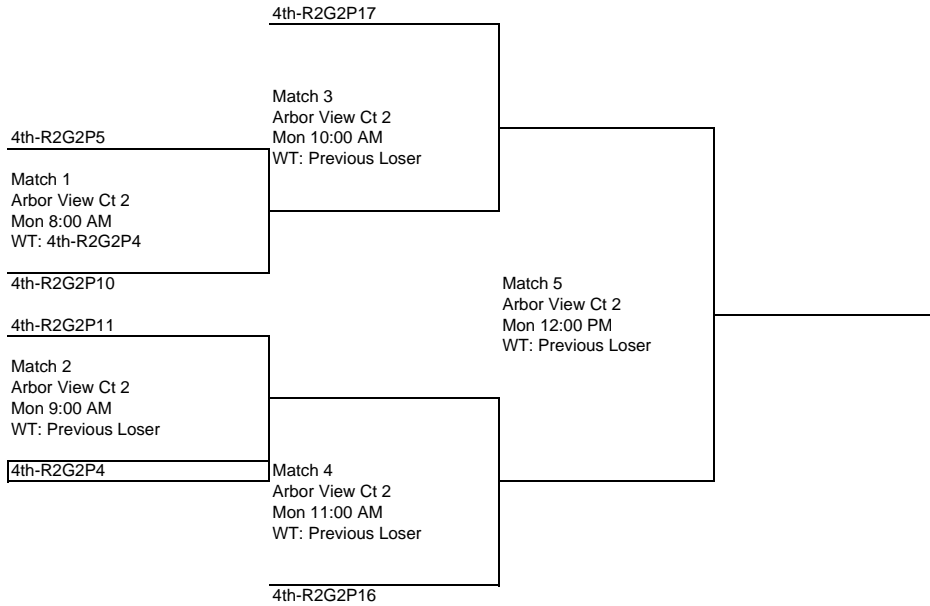 4th-R2G2P17
Match 3
Arbor View Ct 2
Mon 10:00 AM
WT: Previous Loser
4th-R2G2P5
Match 1
Arbor View Ct 2
Mon 8:00 AM
WT: 4th-R2G2P4
4th-R2G2P10
Match 5
Arbor View Ct 2
Mon 12:00 PM
WT: Previous Loser
4th-R2G2P11
Match 2
Arbor View Ct 2
Mon 9:00 AM
WT: Previous Loser
4th-R2G2P4
Match 4
Arbor View Ct 2
Mon 11:00 AM
WT: Previous Loser
4th-R2G2P16